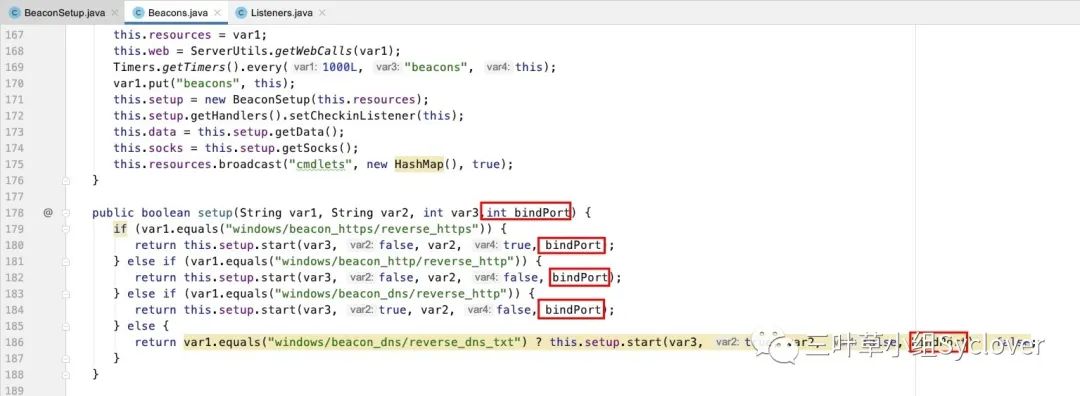 BeaconSetup.java Beacons.java Listeners.java
167 this.resources = var1;
168 this.web = ServerUtils.getWebCalls(var1);
169 Timers.getTimers().every( var1: 1000L, var3: "beacons", var4: this);
170 var1.put("beacons", this);
171 this.setup = new BeaconSetup(this.resources);
172 this.setup.getHandlers().setCheckinListener(this);
173 this.data = this.setup.getData();
174 this.socks = this.setup.getSocks();
175 this.resources.broadcast("cmdlets", new HashMap(), true);
176 }
177
178 @ public boolean setup(String var1, String var2, int var3,int bindPort) {
179 if (var1.equals("windows/beacon_https/reverse_https")) {
180 return this.setup.start(var3, var2: false, var2, var4: true, bindPort);
181 } else if (var1.equals("windows/beacon_http/reverse_http")) {
182 return this.setup.start(var3, var2: false, var2, var4: false, bindPort);
183 } else if (var1.equals("windows/beacon_dns/reverse_http")) {
184 return this.setup.start(var3, var2: true, var2, var4: false, bindPort);
185 } else {
186 return var1.equals("windows/beacon_dns/reverse_dns_txt") ? this.setup.start(var3, var2: var2, false, bindPort false;
187 }
188 }
189
三叶草小组Syclover